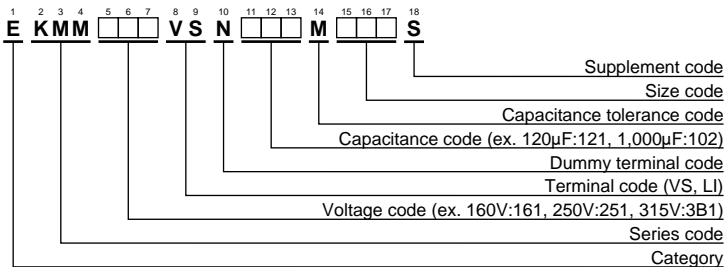 1 2 3 4 5 6 7 8 9 10 11 12 13 14 15 16 17 18
E KMM □□□ VS N □□□ M □□□ S
Supplement code
Size code
Capacitance tolerance code
Capacitance code (ex. 120μF:121, 1,000μF:102)
Dummy terminal code
Terminal code (VS, LI)
Voltage code (ex. 160V:161, 250V:251, 315V:3B1)
Series code
Category